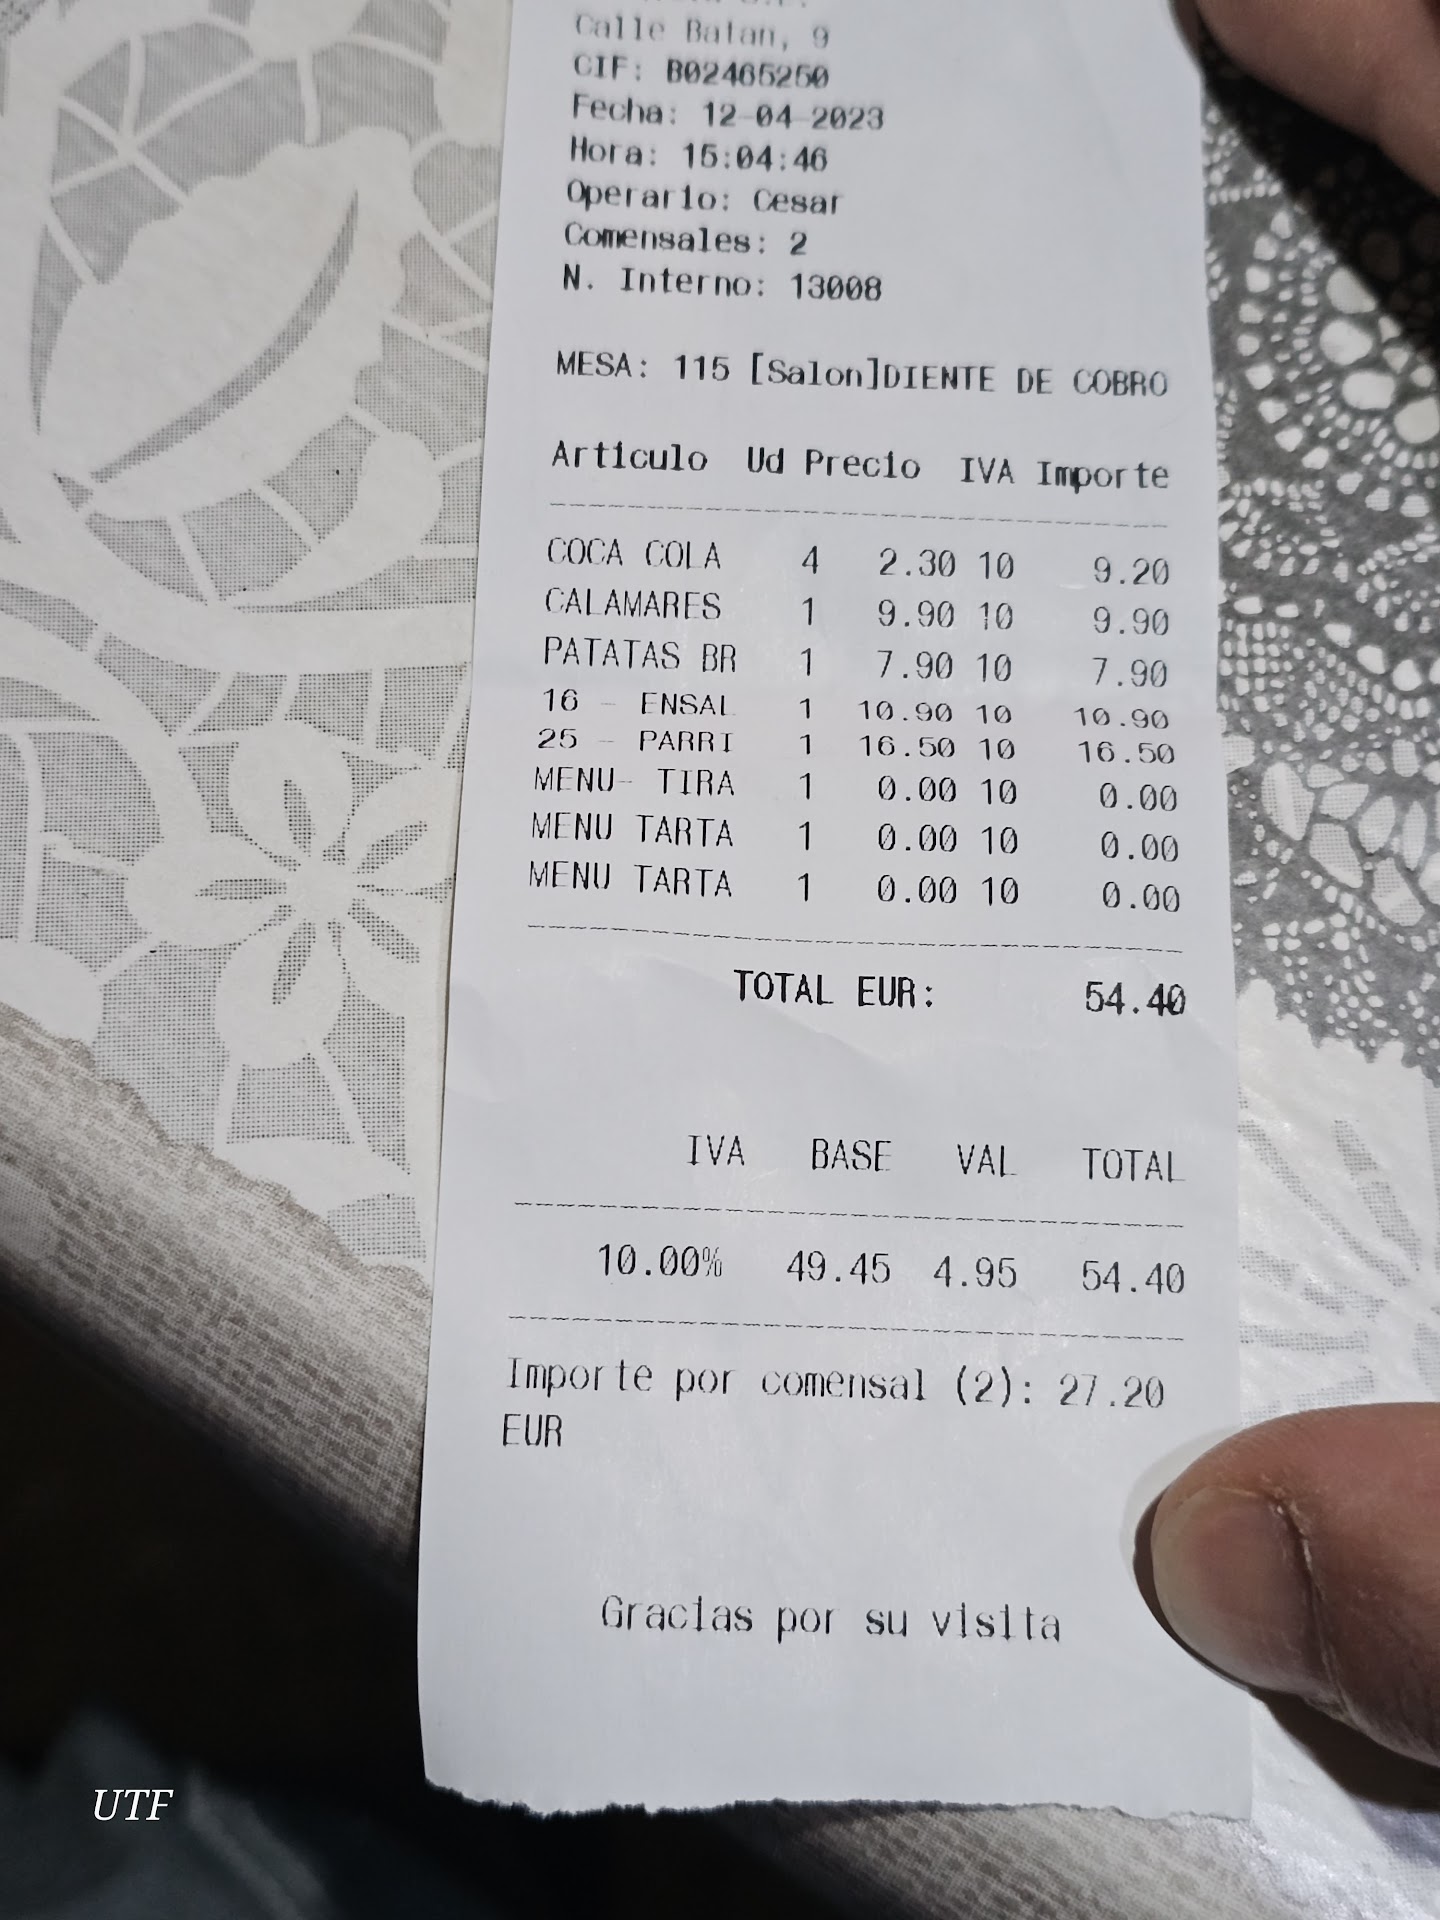 Calle Batan, 9
CIF: B02465250
Fecha: 12-04-2023
Hora: 15:04:46
Operario: Cesar
Comensales: 2
N. Interno: 13008
MESA: 115 [Salon]DIENTE DE COBRO
Articulo Ud Precio IVA Importe
COCA COLA 4 2.30 10 9.20
CALAMARES 1 9.90 10 9.90
PATATAS BR 1 7.90 10 7.90
16 - ENSAL 1 10.90 10 10.90
25 - PARRI 1 16.50 10 16.50
MENU- TIRA 1 0.00 10 0.00
MENU TARTA 1 0.00 10 0.00
MENU TARTA 1 0.00 10 0.00
TOTAL EUR: 54.40
IVA BASE VAL TOTAL
10.00% 49.45 4.95 54.40
Importe por comensal (2): 27.20
EUR
Gracias por su visita
UTF